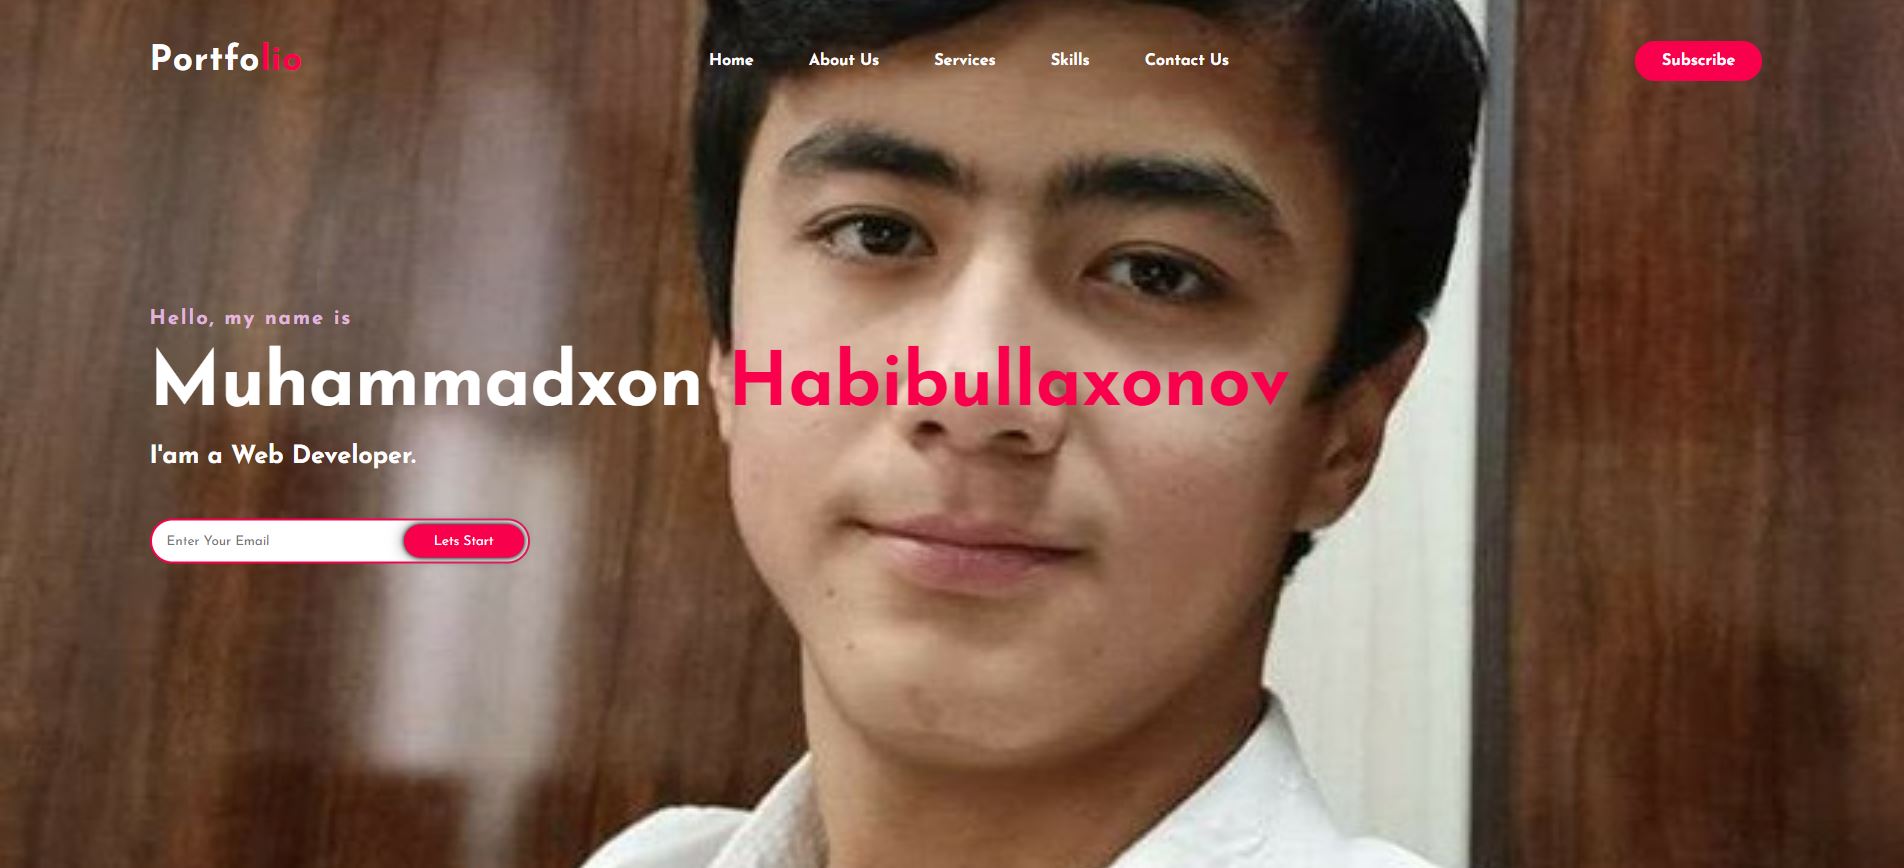 Portfolio
Home About Us Services Skills Contact Us
Subscribe
Hello, my name is
Muhammadxon Habibullaxonov
I'am a Web Developer.
Enter Your Email Lets Start